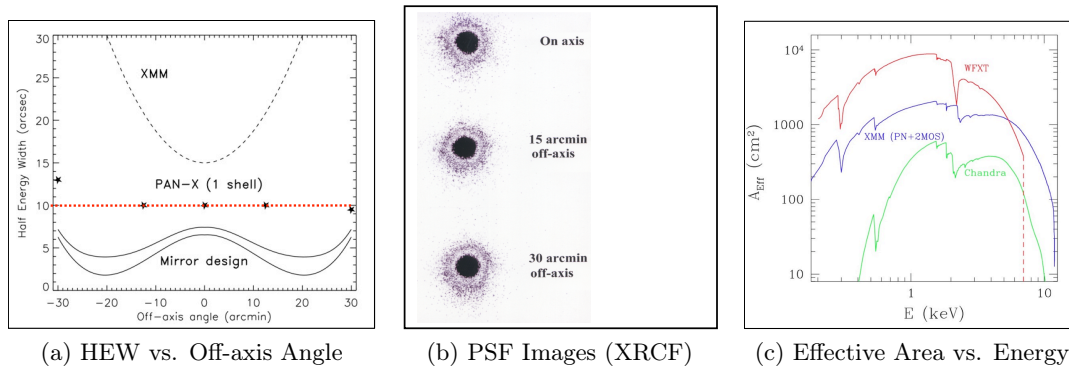 30
25
20
15
10
5
0
Half Energy Width (arcsec)
XMM
PAN-X (1 shell)
Mirror design
-30 -20 -10 0 10 20 30
Off-axis angle (arcmin)
(a) HEW vs. Off-axis Angle
On axis
15 arcmin
off-axis
30 arcmin
off-axis
(b) PSF Images (XRCF)
10⁴
1000
100
10
A_Eff (cm²)
WFXT
XMM (PN+2MOS)
Chandra
1 10
E (keV)
(c) Effective Area vs. Energy